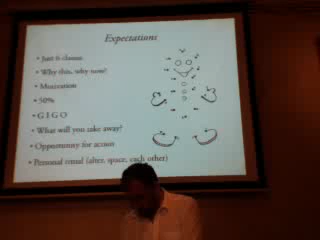 Expectations
• Just 6 classes
• Why this, why now?
• Motivation
• 50%
• G I G O
• What will you take away?
• Opportunity for action
• Personal ritual (alter, space, each other)